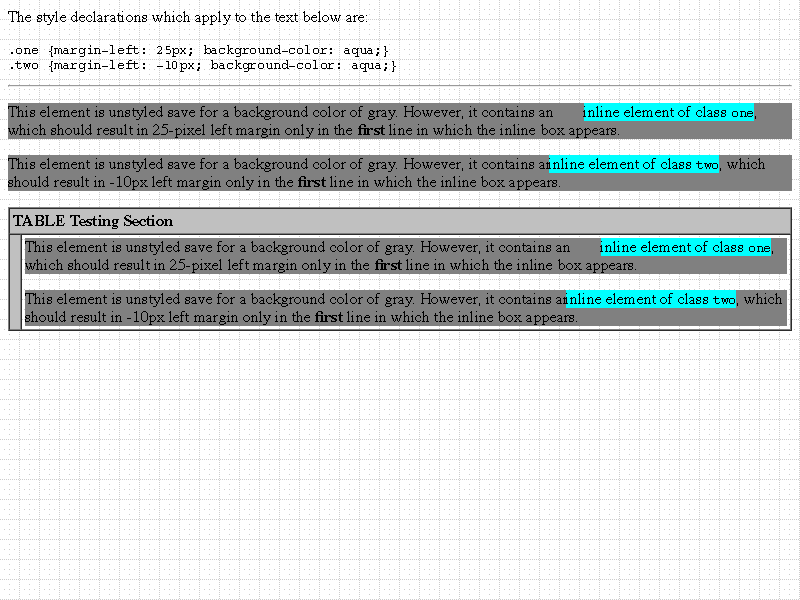 The style declarations which apply to the text below are:
.one {margin-left: 25px; background-color: aqua;}
.two {margin-left: -10px; background-color: aqua;}
This element is unstyled save for a background color of gray. However, it contains an inline element of class one,
which should result in 25-pixel left margin only in the first line in which the inline box appears.
This element is unstyled save for a background color of gray. However, it contains an inline element of class two, which
should result in -10px left margin only in the first line in which the inline box appears.
TABLE Testing Section
This element is unstyled save for a background color of gray. However, it contains an inline element of class one,
which should result in 25-pixel left margin only in the first line in which the inline box appears.
This element is unstyled save for a background color of gray. However, it contains an inline element of class two, which
should result in -10px left margin only in the first line in which the inline box appears.